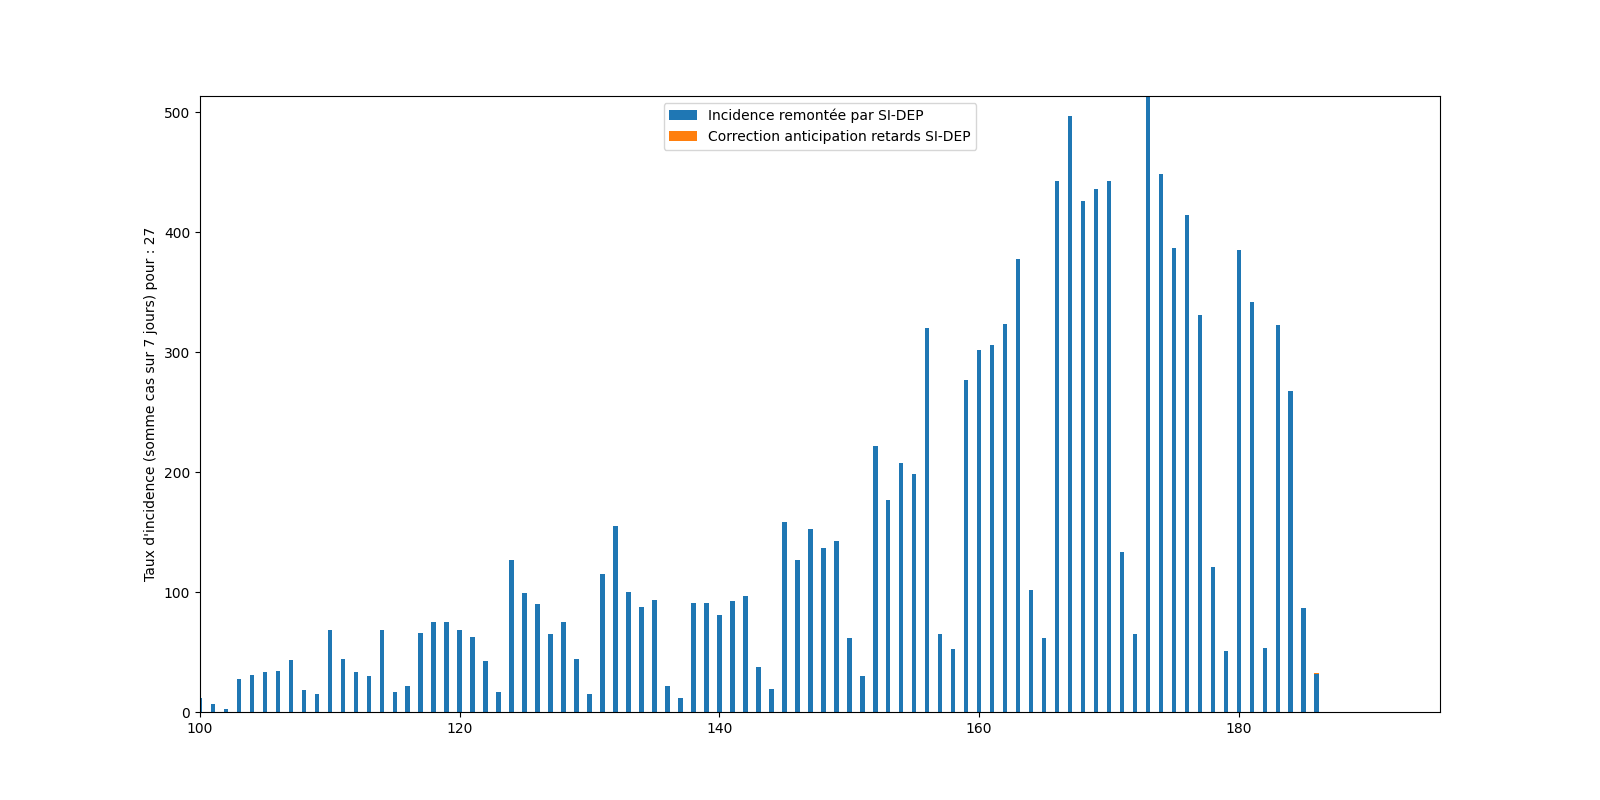 Incidence remontée par SI-DEP
Correction anticipation retards SI-DEP
Taux d'incidence (somme cas sur 7 jours) pour : 27
500
400
300
200
100
0
100 120 140 160 180